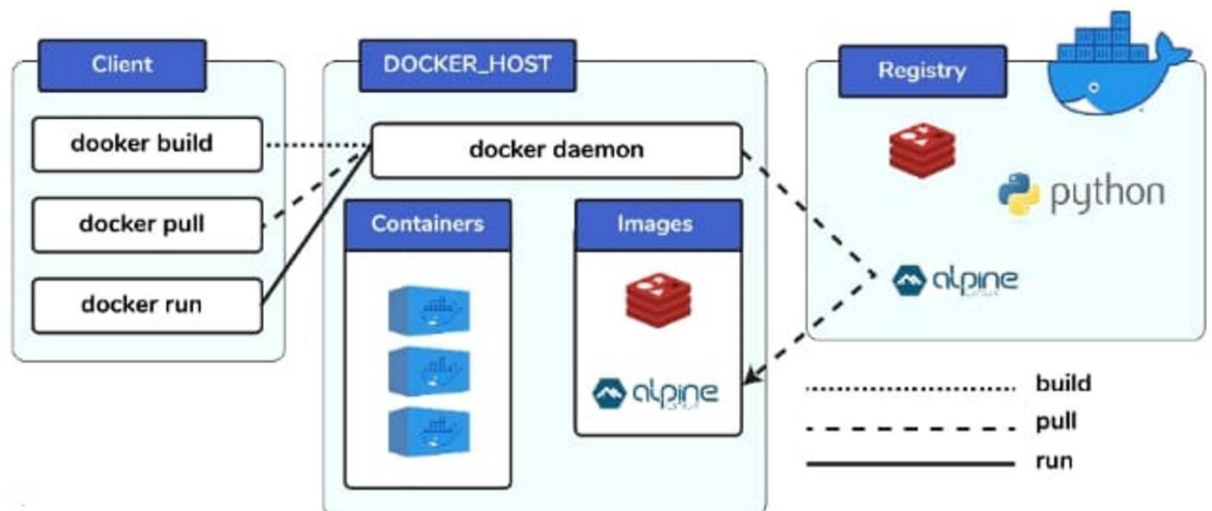 Client
dooker build
docker pull
docker run
DOCKER_HOST
docker daemon
Containers
Images
alpine
Registry
python
alpine
build
pull
run